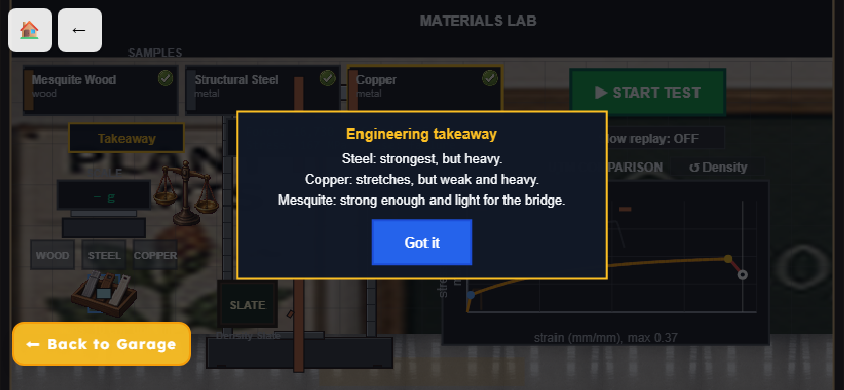 MATERIALS LAB
SAMPLES
Mesquite Wood
wood
Structural Steel
metal
Copper
metal
▶ START TEST
Takeaway
ow replay: OFF
PARISON
↺ Density
Engineering takeaway
Steel: strongest, but heavy.
Copper: stretches, but weak and heavy.
Mesquite: strong enough and light for the bridge.
Got it
– g
WOOD
STEEL
COPPER
SLATE
strain (mm/mm), max 0.37
← Back to Garage